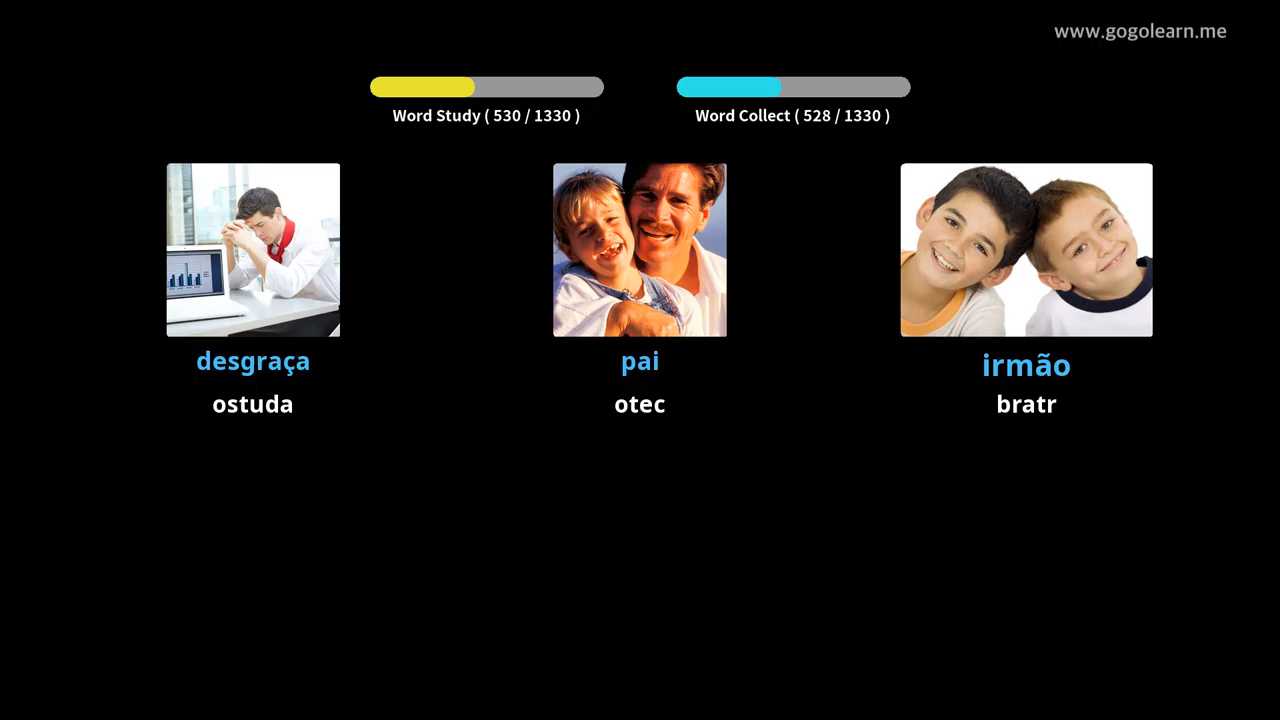 www.gogolearn.me
Word Study ( 530 / 1330 )
Word Collect ( 528 / 1330 )
desgraça
pai
irmão
ostuda
otec
bratr